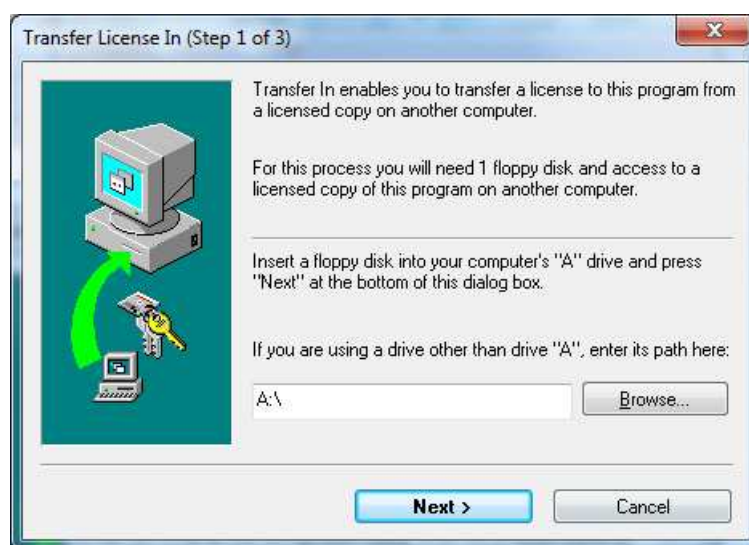 Transfer License In (Step 1 of 3)
Transfer In enables you to transfer a license to this program from
a licensed copy on another computer.
For this process you will need 1 floppy disk and access to a
licensed copy of this program on another computer.
Insert a floppy disk into your computer's "A" drive and press
"Next" at the bottom of this dialog box.
If you are using a drive other than drive "A", enter its path here:
A:\
Browse...
Next >
Cancel